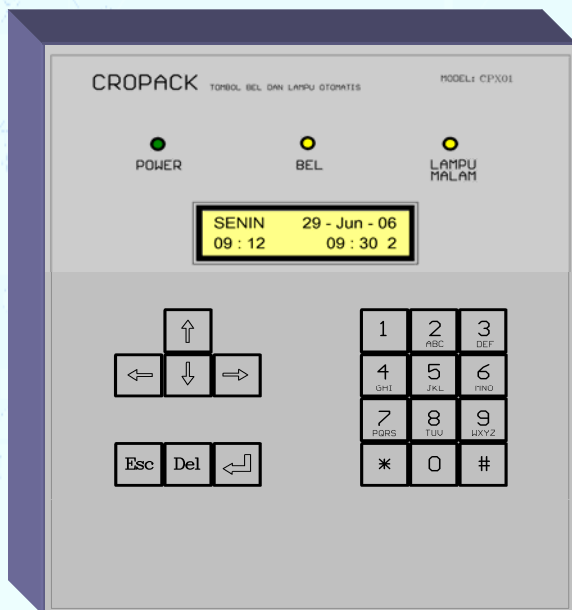 CROPACK TOMBOL BEL DAN LAMPU OTOMATIS MODEL: CPX01
POWER BEL LAMPU
MALAM
SENIN 29 - Jun - 06
09 : 12 09 : 30 2
1 2 3
ABC DEF
4 5 6
GHI JKL MNO
7 8 9
PQRS TUV WXYZ
Esc Del * 0 #